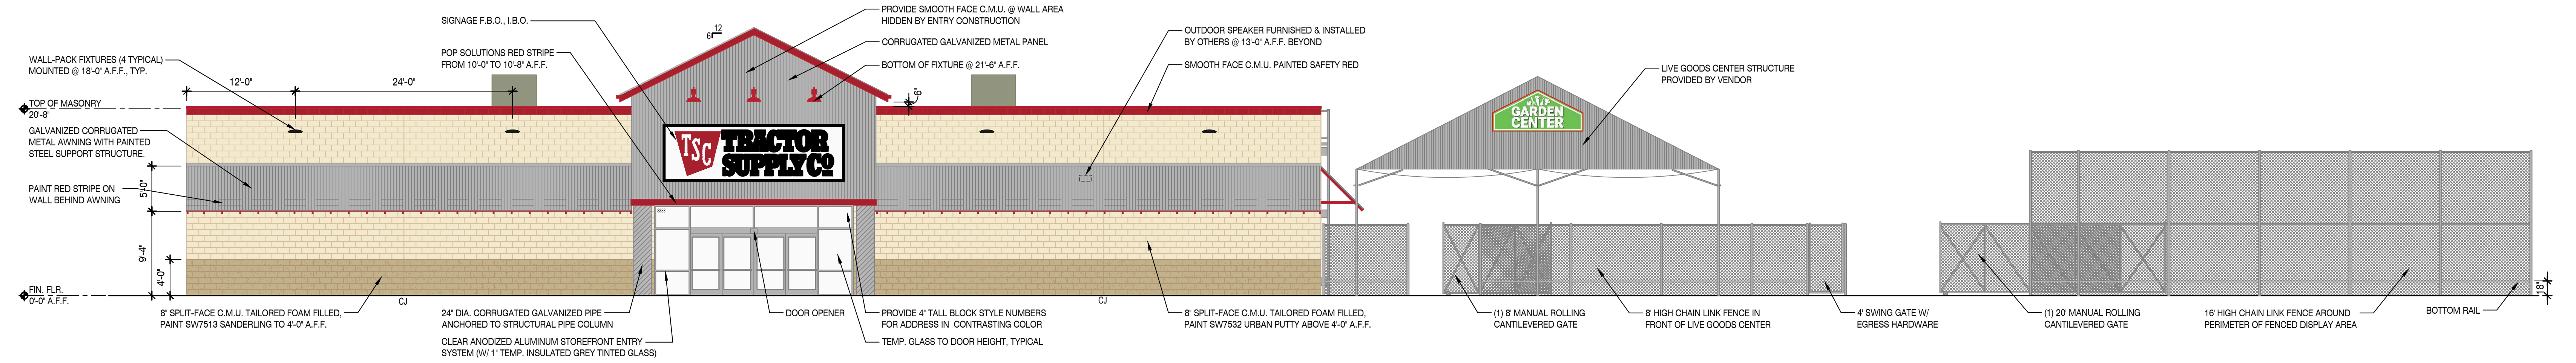 WALL-PACK FIXTURES (4 TYPICAL)
MOUNTED @ 18'-0" A.F.F., TYP.
12'-0"
24'-0"
TOP OF MASONRY
20'-8"
GALVANIZED CORRUGATED
METAL AWNING WITH PAINTED
STEEL SUPPORT STRUCTURE.
PAINT RED STRIPE ON
WALL BEHIND AWNING
5'-0"
9'-4"
4'-0"
FIN. FLR.
0'-0" A.F.F.
8" SPLIT-FACE C.M.U. TAILORED FOAM FILLED,
PAINT SW7513 SANDERLING TO 4'-0" A.F.F.
CJ
SIGNAGE F.B.O., I.B.O.
POP SOLUTIONS RED STRIPE
FROM 10'-0" TO 10'-8" A.F.F.
12
6
PROVIDE SMOOTH FACE C.M.U. @ WALL AREA
HIDDEN BY ENTRY CONSTRUCTION
CORRUGATED GALVANIZED METAL PANEL
BOTTOM OF FIXTURE @ 21'-6" A.F.F.
6"
TSC
TRACTOR
SUPPLY CO
24" DIA. CORRUGATED GALVANIZED PIPE
ANCHORED TO STRUCTURAL PIPE COLUMN
CLEAR ANODIZED ALUMINUM STOREFRONT ENTRY
SYSTEM (W/ 1" TEMP. INSULATED GREY TINTED GLASS)
DOOR OPENER
PROVIDE 4" TALL BLOCK STYLE NUMBERS
FOR ADDRESS IN CONTRASTING COLOR
TEMP. GLASS TO DOOR HEIGHT, TYPICAL
OUTDOOR SPEAKER FURNISHED & INSTALLED
BY OTHERS @ 13'-0" A.F.F. BEYOND
SMOOTH FACE C.M.U. PAINTED SAFETY RED
CJ
8" SPLIT-FACE C.M.U. TAILORED FOAM FILLED,
PAINT SW7532 URBAN PUTTY ABOVE 4'-0" A.F.F.
GARDEN
CENTER
LIVE GOODS CENTER STRUCTURE
PROVIDED BY VENDOR
(1) 8' MANUAL ROLLING
CANTILEVERED GATE
8' HIGH CHAIN LINK FENCE IN
FRONT OF LIVE GOODS CENTER
4' SWING GATE W/
EGRESS HARDWARE
(1) 20' MANUAL ROLLING
CANTILEVERED GATE
16' HIGH CHAIN LINK FENCE AROUND
PERIMETER OF FENCED DISPLAY AREA
BOTTOM RAIL
18"